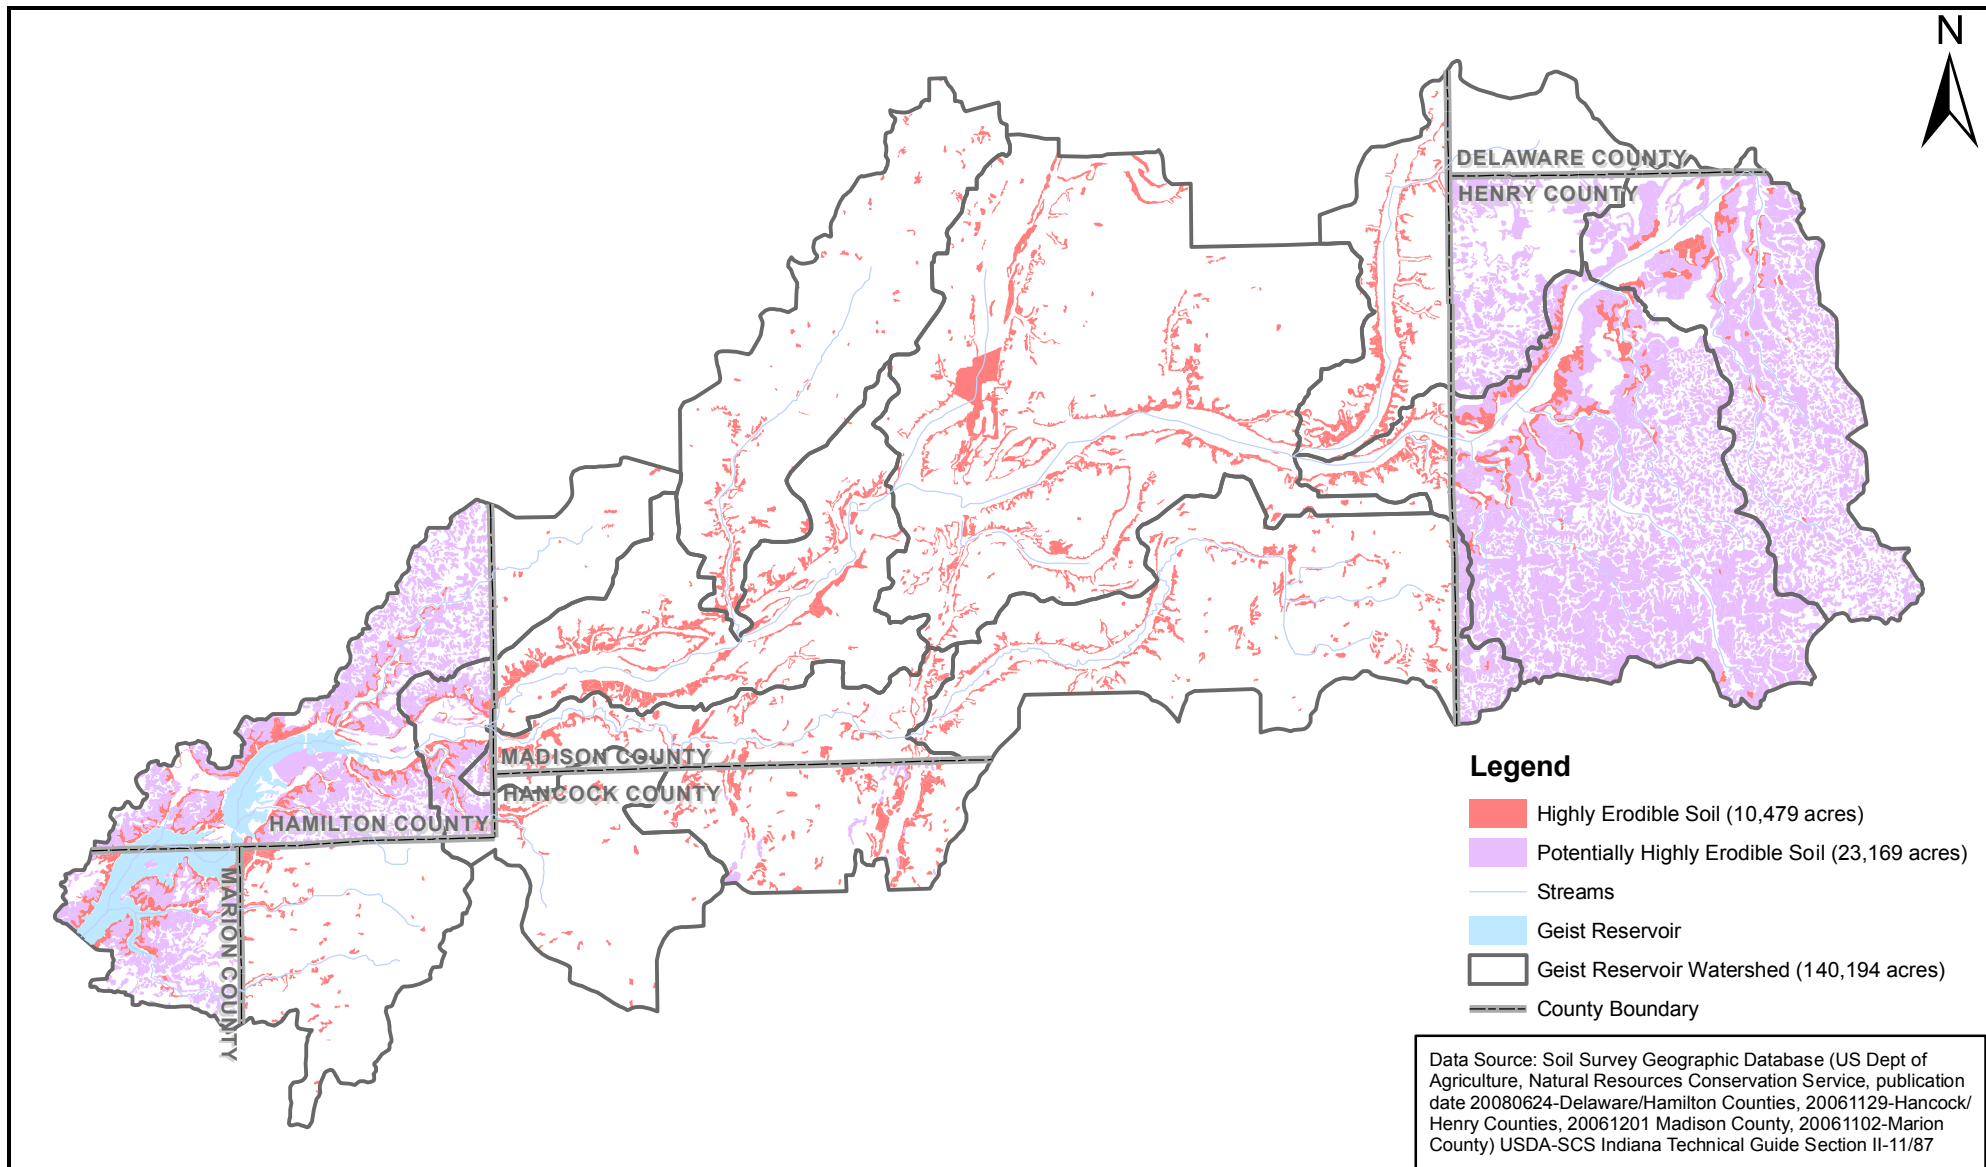 N
DELAWARE COUNTY
HENRY COUNTY
MADISON COUNTY
HANCOCK COUNTY
HAMILTON COUNTY
MARION COUNTY
Legend
Highly Erodible Soil (10,479 acres)
Potentially Highly Erodible Soil (23,169 acres)
Streams
Geist Reservoir
Geist Reservoir Watershed (140,194 acres)
County Boundary
Data Source: Soil Survey Geographic Database (US Dept of
Agriculture, Natural Resources Conservation Service, publication
date 20080624-Delaware/Hamilton Counties, 20061129-Hancock/
Henry Counties, 20061201 Madison County, 20061102-Marion
County) USDA-SCS Indiana Technical Guide Section II-11/87